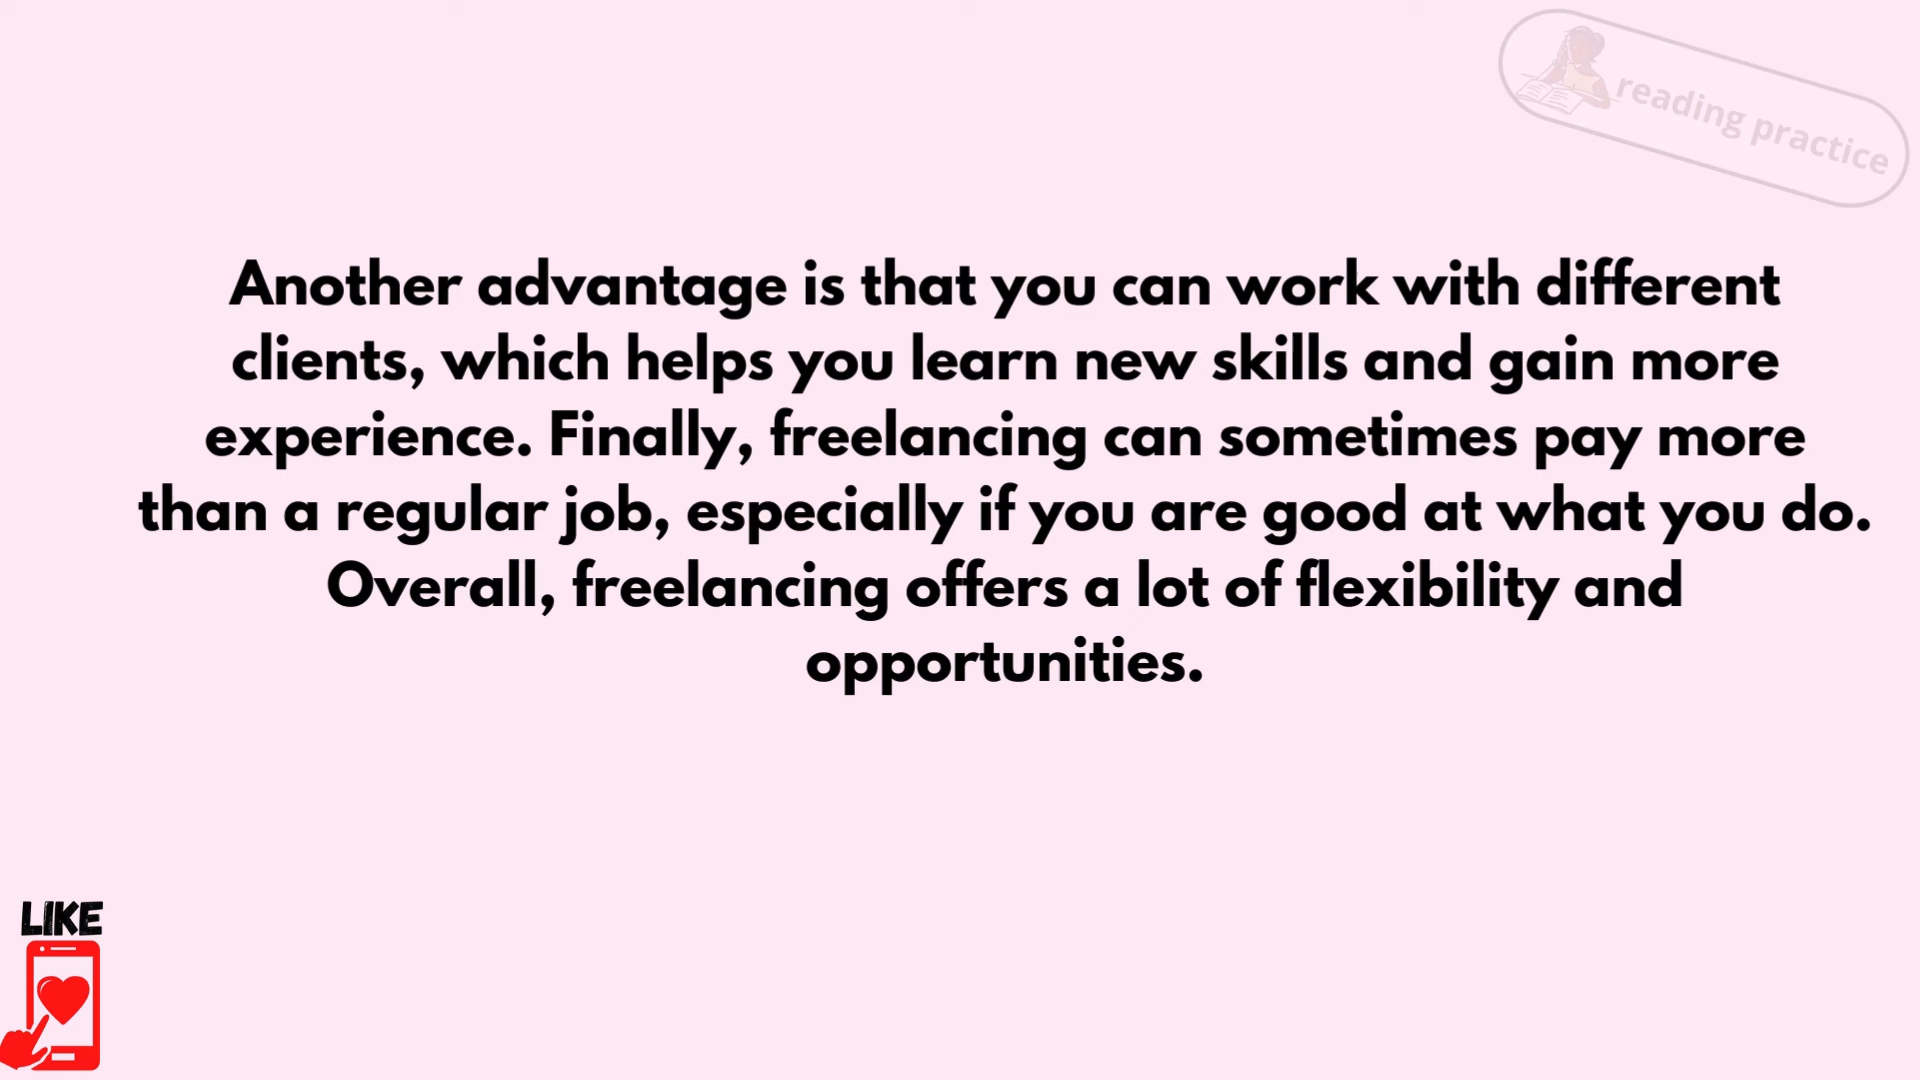 reading practice
Another advantage is that you can work with different
clients, which helps you learn new skills and gain more
experience. Finally, freelancing can sometimes pay more
than a regular job, especially if you are good at what you do.
Overall, freelancing offers a lot of flexibility and
opportunities.
LIKE